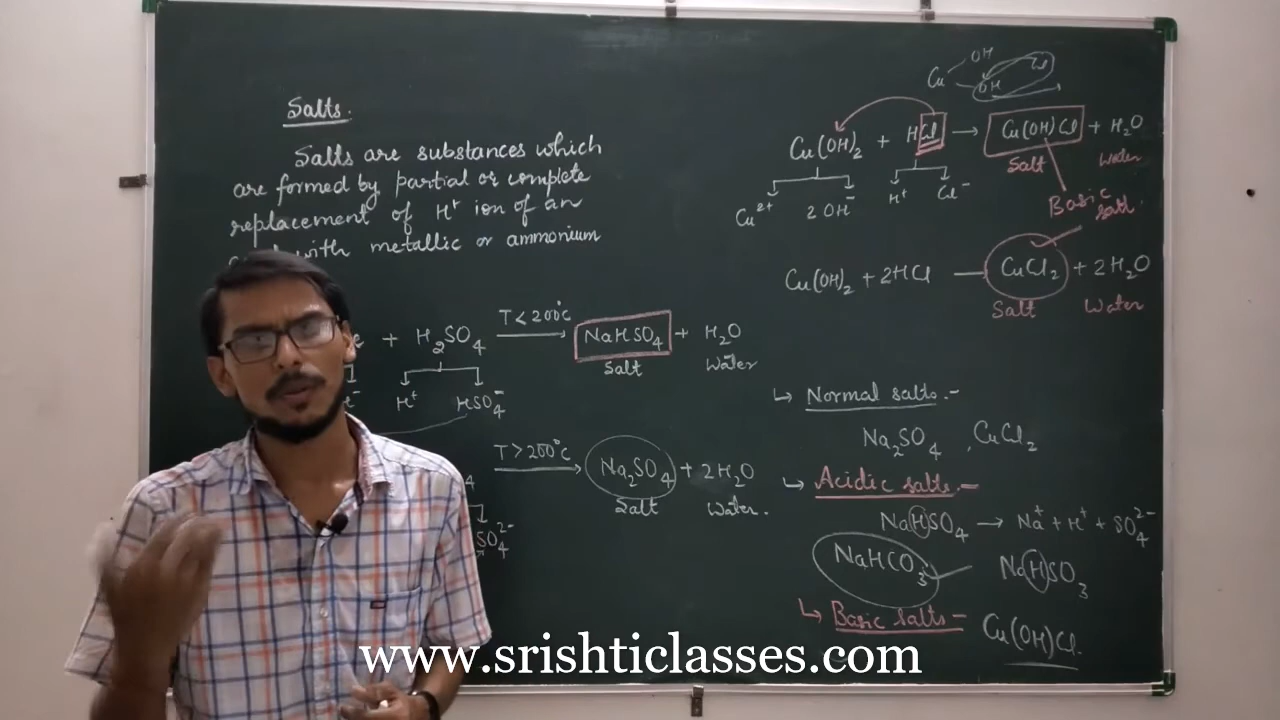 Salts.
Salts are substances which
are formed by partial or complete
replacement of H⁺ ion of an
with metallic or ammonium
+ H₂SO₄ T < 200°C NaHSO₄ + H₂O
Salt Water
H⁺ HSO₄⁻
T > 200°C Na₂SO₄ + 2H₂O
Salt Water.
SO₄²⁻
Cu OH
OH Cl
Cu(OH)₂ + HCl → Cu(OH)Cl + H₂O
Salt Water
Cu²⁺ 2OH⁻ H⁺ Cl⁻
Basic salt
Cu(OH)₂ + 2HCl → CuCl₂ + 2H₂O
Salt Water
↳ Normal salts.-
Na₂SO₄, CuCl₂
↳ Acidic salts.-
NaHSO₄ → Na⁺ + H⁺ + SO₄²⁻
NaHCO₃ NaHSO₃
↳ Basic salts-
Cu(OH)Cl.
www.srishticlasses.com